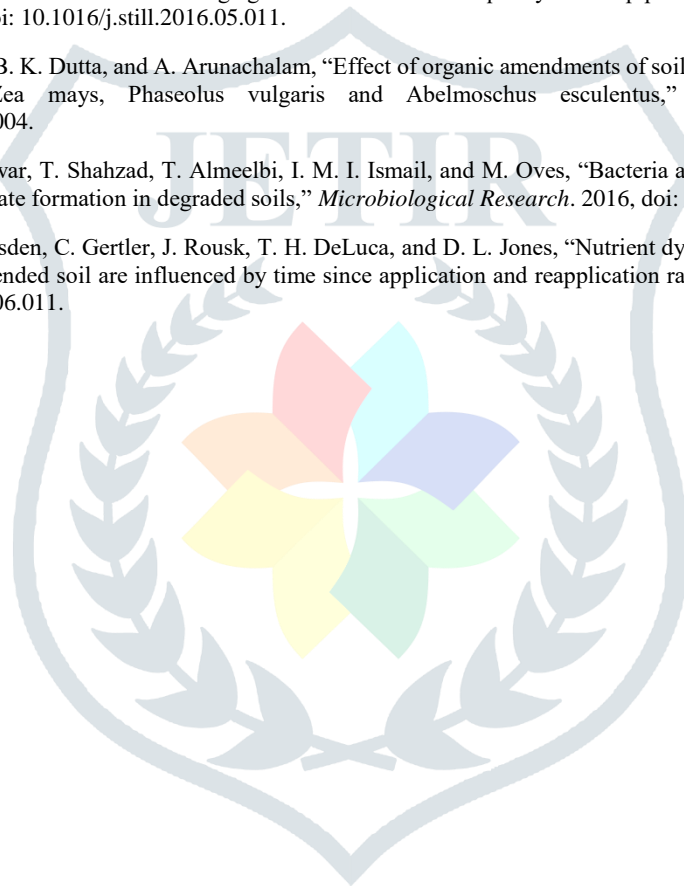 oi: 10.1016/j.still.2016.05.011.
B. K. Dutta, and A. Arunachalam, “Effect of organic amendments of soil
Zea mays, Phaseolus vulgaris and Abelmoschus esculentus,”
004.
var, T. Shahzad, T. Almeelbi, I. M. I. Ismail, and M. Oves, “Bacteria a
ate formation in degraded soils,” Microbiological Research. 2016, doi:
JETIR
sden, C. Gertler, J. Rousk, T. H. DeLuca, and D. L. Jones, “Nutrient dy
ended soil are influenced by time since application and reapplication ra
06.011.